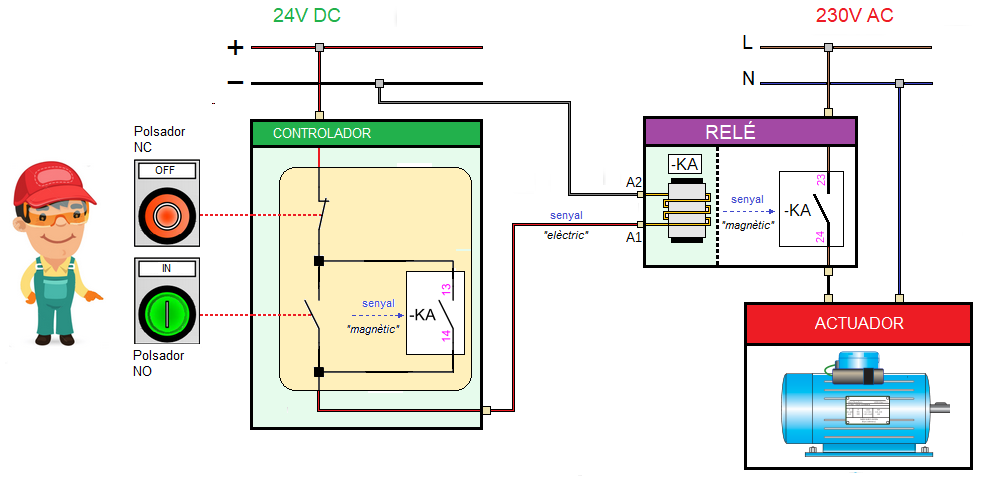 24V DC
230V AC
+
−
L
N
Polsador
NC
OFF
IN
Polsador
NO
CONTROLADOR
senyal
"magnètic"
-KA
13
14
senyal
"elèctric"
RELÉ
A2
A1
-KA
senyal
"magnètic"
-KA
23
24
ACTUADOR